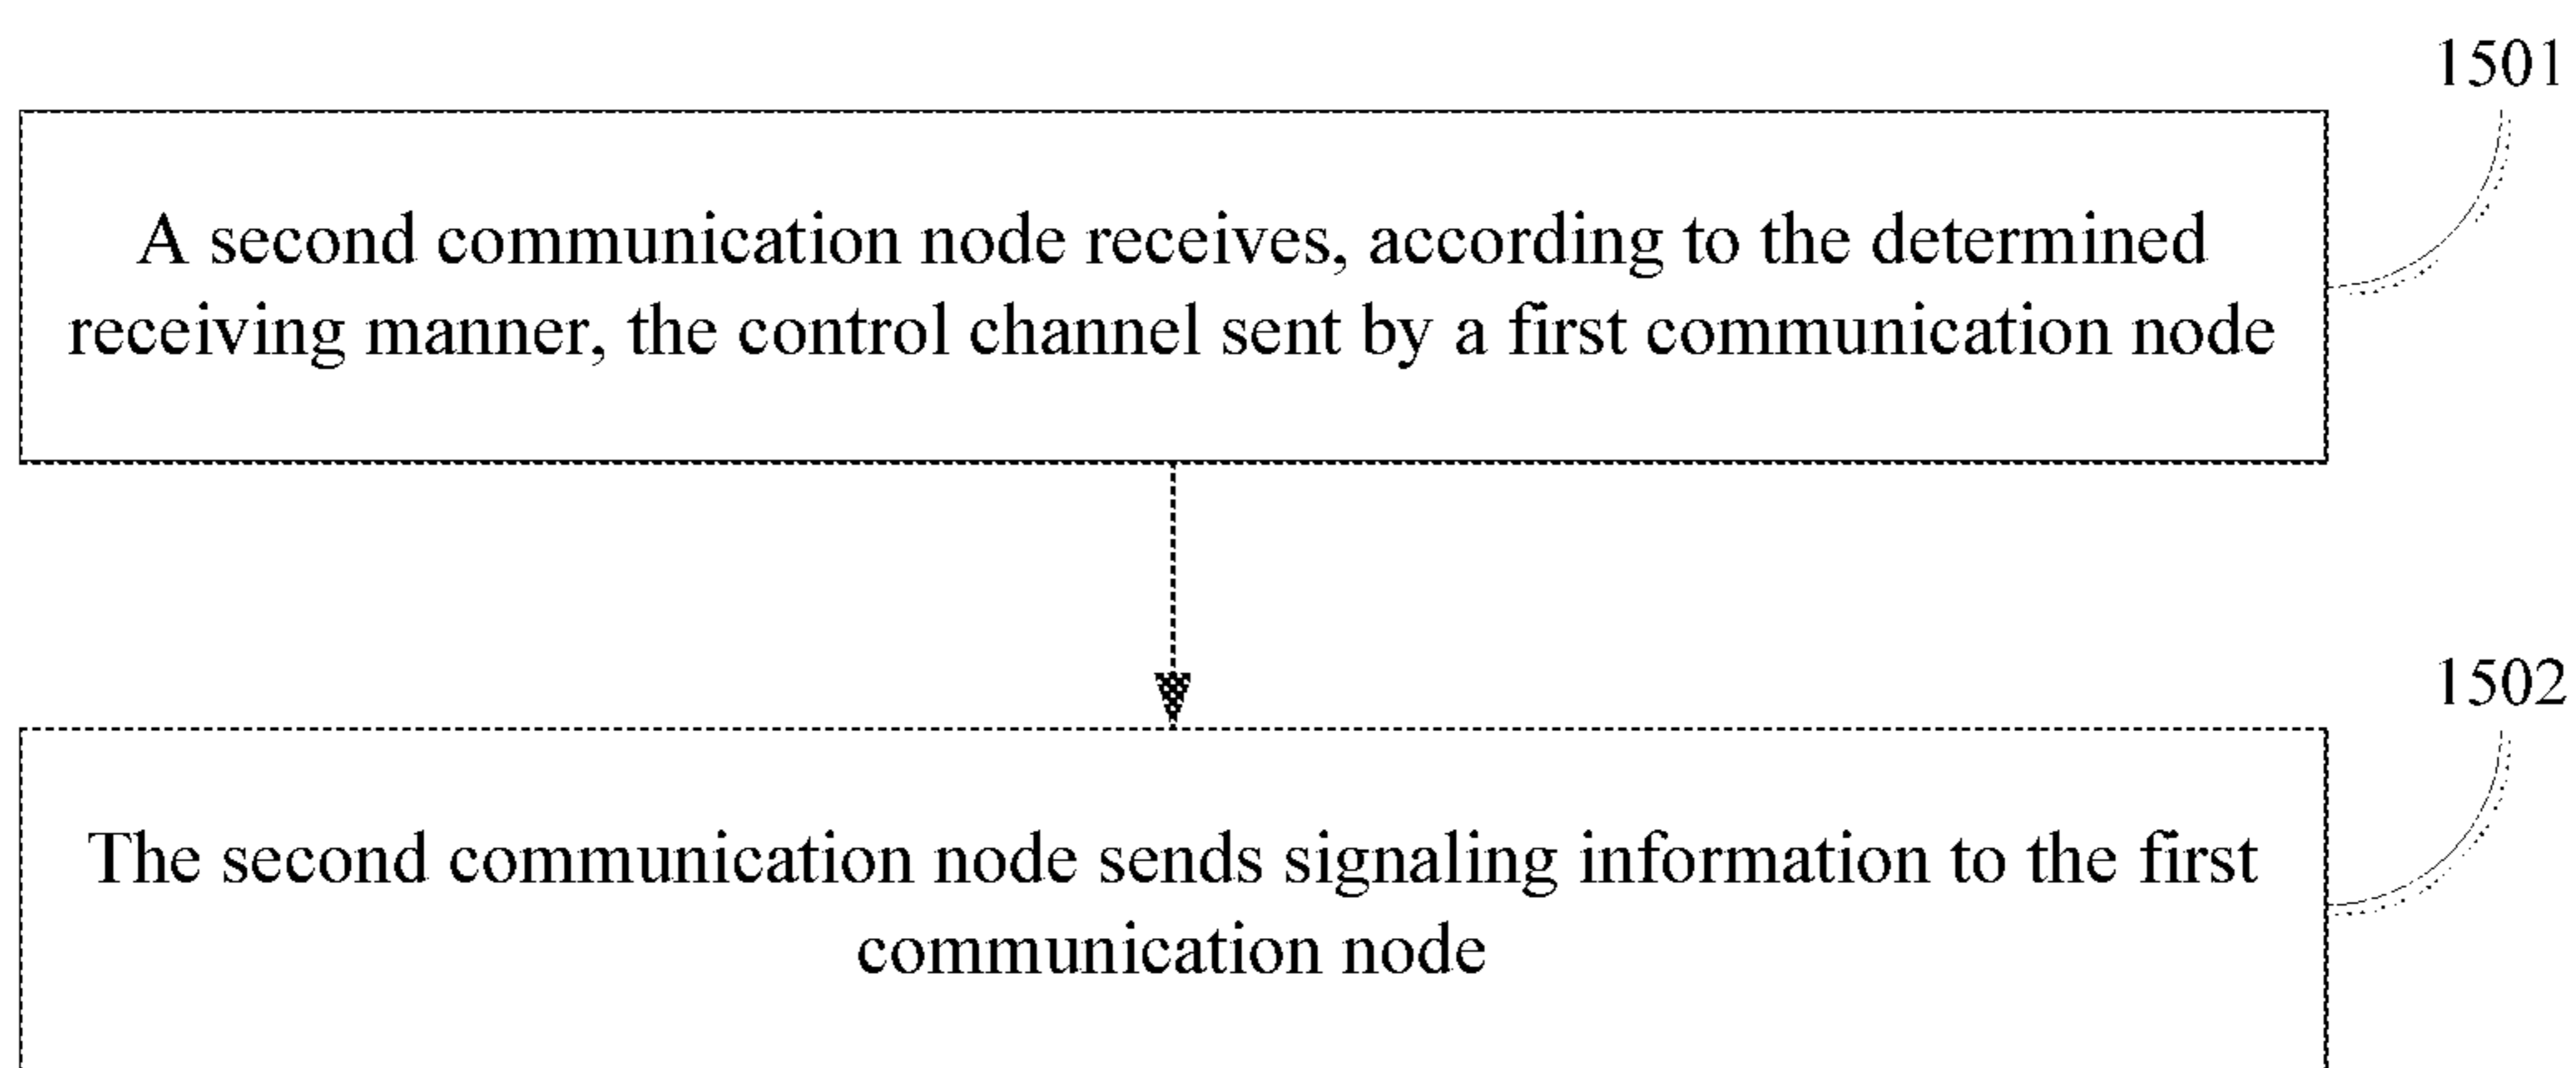 1501
A second communication node receives, according to the determined
receiving manner, the control channel sent by a first communication node
1502
The second communication node sends signaling information to the first
communication node